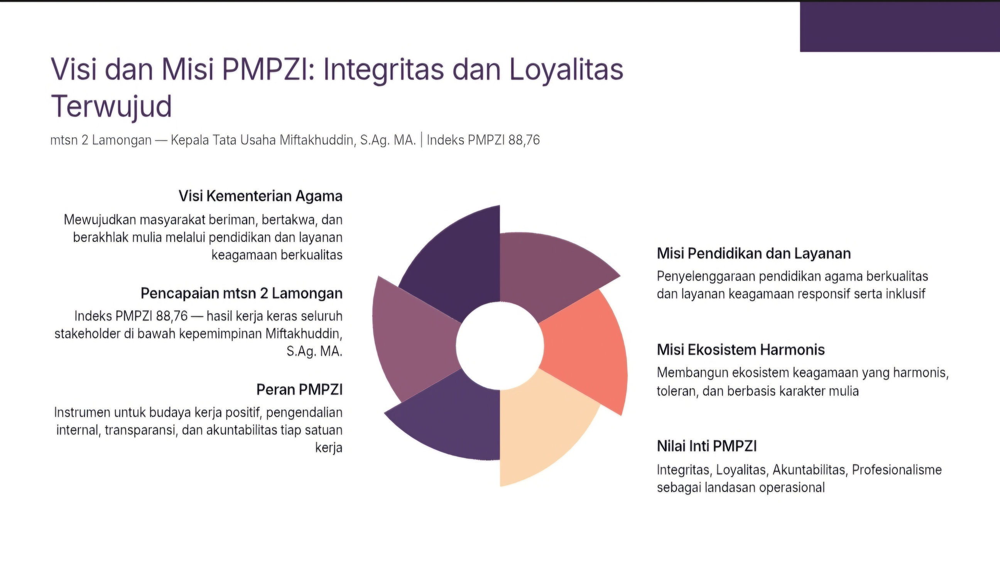 Visi dan Misi PMPZI: Integritas dan Loyalitas
Terwujud
mtsn 2 Lamongan — Kepala Tata Usaha Miftakhuddin, S.Ag. MA. | Indeks PMPZI 88,76
Visi Kementerian Agama
Mewujudkan masyarakat beriman, bertakwa, dan
berakhlak mulia melalui pendidikan dan layanan
keagamaan berkualitas
Pencapaian mtsn 2 Lamongan
Indeks PMPZI 88,76 — hasil kerja keras seluruh
stakeholder di bawah kepemimpinan Miftakhuddin,
S.Ag. MA.
Peran PMPZI
Instrumen untuk budaya kerja positif, pengendalian
internal, transparansi, dan akuntabilitas tiap satuan
kerja
Misi Pendidikan dan Layanan
Penyelenggaraan pendidikan agama berkualitas
dan layanan keagamaan responsif serta inklusif
Misi Ekosistem Harmonis
Membangun ekosistem keagamaan yang harmonis,
toleran, dan berbasis karakter mulia
Nilai Inti PMPZI
Integritas, Loyalitas, Akuntabilitas, Profesionalisme
sebagai landasan operasional